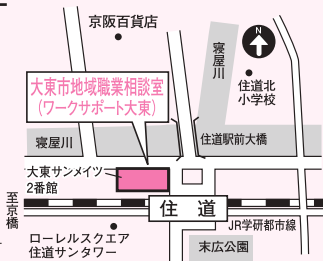 京阪百貨店
N
寝屋川
住道北
小学校
大東市地域職業相談室
(ワークサポート大東)
寝屋川
住道駅前大橋
大東サンメイツ
2番館
至京橋
住道
JR学研都市線
ローレルスクエア
住道サンタワー
末広公園